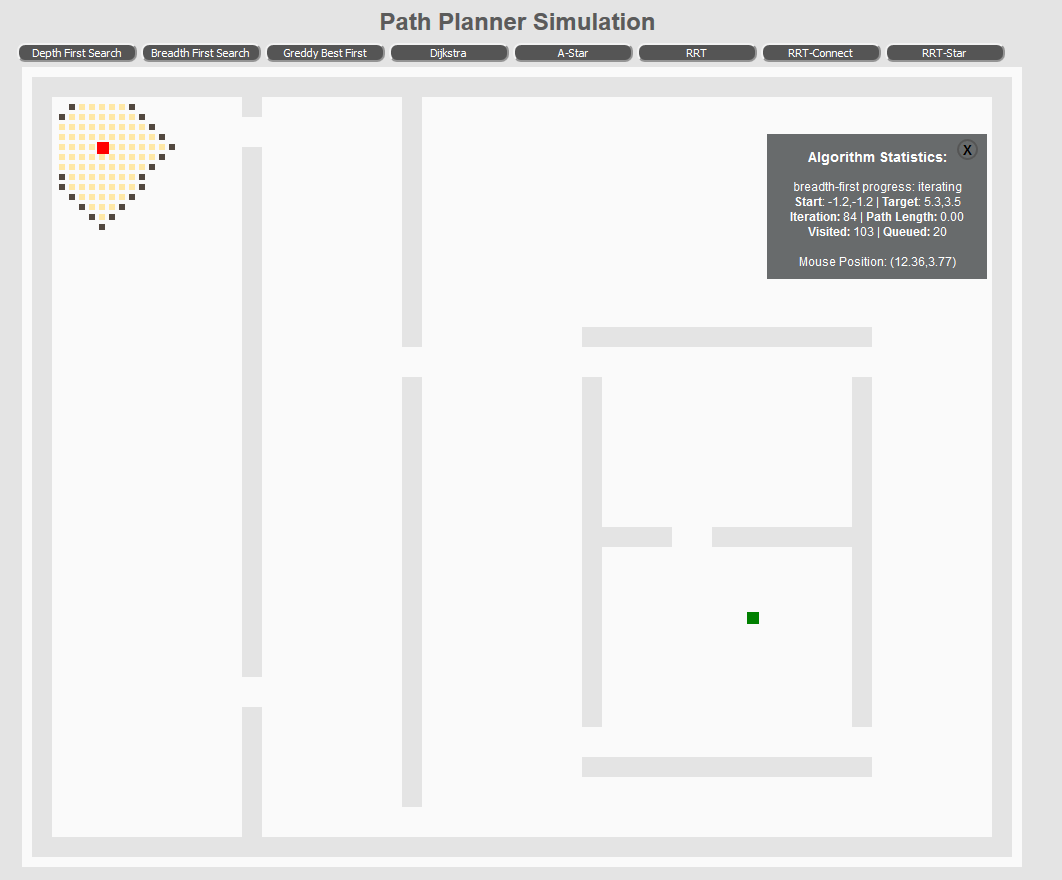 Path Planner Simulation
Depth First Search Breadth First Search Greddy Best First Dijkstra A-Star RRT RRT-Connect RRT-Star
X
Algorithm Statistics:
breadth-first progress: iterating
Start: -1.2,-1.2 | Target: 5.3,3.5
Iteration: 84 | Path Length: 0.00
Visited: 103 | Queued: 20
Mouse Position: (12.36,3.77)